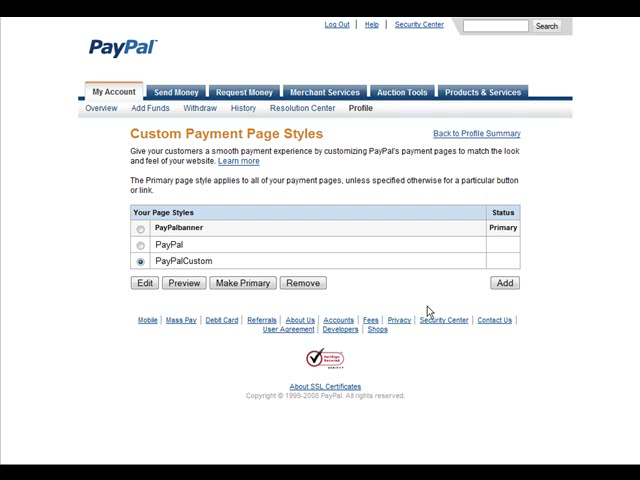 Log Out | Help | Security Center
Search
PayPal
My Account
Send Money
Request Money
Merchant Services
Auction Tools
Products & Services
Overview
Add Funds
Withdraw
History
Resolution Center
Profile
Custom Payment Page Styles
Back to Profile Summary
Give your customers a smooth payment experience by customizing PayPal's payment pages to match the look
and feel of your website. Learn more
The Primary page style applies to all of your payment pages, unless specified otherwise for a particular button
or link.
Your Page Styles
Status
PayPalbanner
Primary
PayPal
PayPalCustom
Edit
Preview
Make Primary
Remove
Add
Mobile | Mass Pay | Debit Card | Referrals | About Us | Accounts | Fees | Privacy | Security Center | Contact Us |
User Agreement | Developers | Shops
VeriSign
Secured
VERIFY
About SSL Certificates
Copyright © 1999-2008 PayPal. All rights reserved.